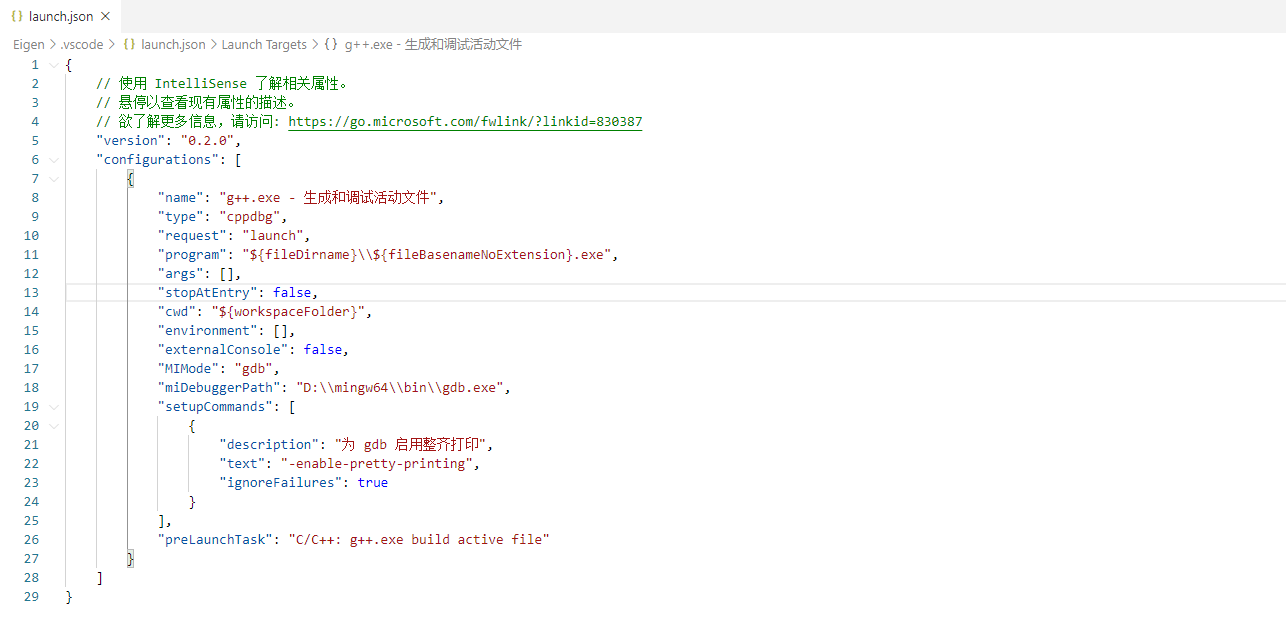 {} launch.json ×
Eigen > .vscode > {} launch.json > Launch Targets > {} g++.exe - 生成和调试活动文件
1 {
2 // 使用 IntelliSense 了解相关属性。
3 // 悬停以查看现有属性的描述。
4 // 欲了解更多信息，请访问: https://go.microsoft.com/fwlink/?linkid=830387
5 "version": "0.2.0",
6 "configurations": [
7 {
8 "name": "g++.exe - 生成和调试活动文件",
9 "type": "cppdbg",
10 "request": "launch",
11 "program": "${fileDirname}\\${fileBasenameNoExtension}.exe",
12 "args": [],
13 "stopAtEntry": false,
14 "cwd": "${workspaceFolder}",
15 "environment": [],
16 "externalConsole": false,
17 "MIMode": "gdb",
18 "miDebuggerPath": "D:\\mingw64\\bin\\gdb.exe",
19 "setupCommands": [
20 {
21 "description": "为 gdb 启用整齐打印",
22 "text": "-enable-pretty-printing",
23 "ignoreFailures": true
24 }
25 ],
26 "preLaunchTask": "C/C++: g++.exe build active file"
27 }
28 ]
29 }